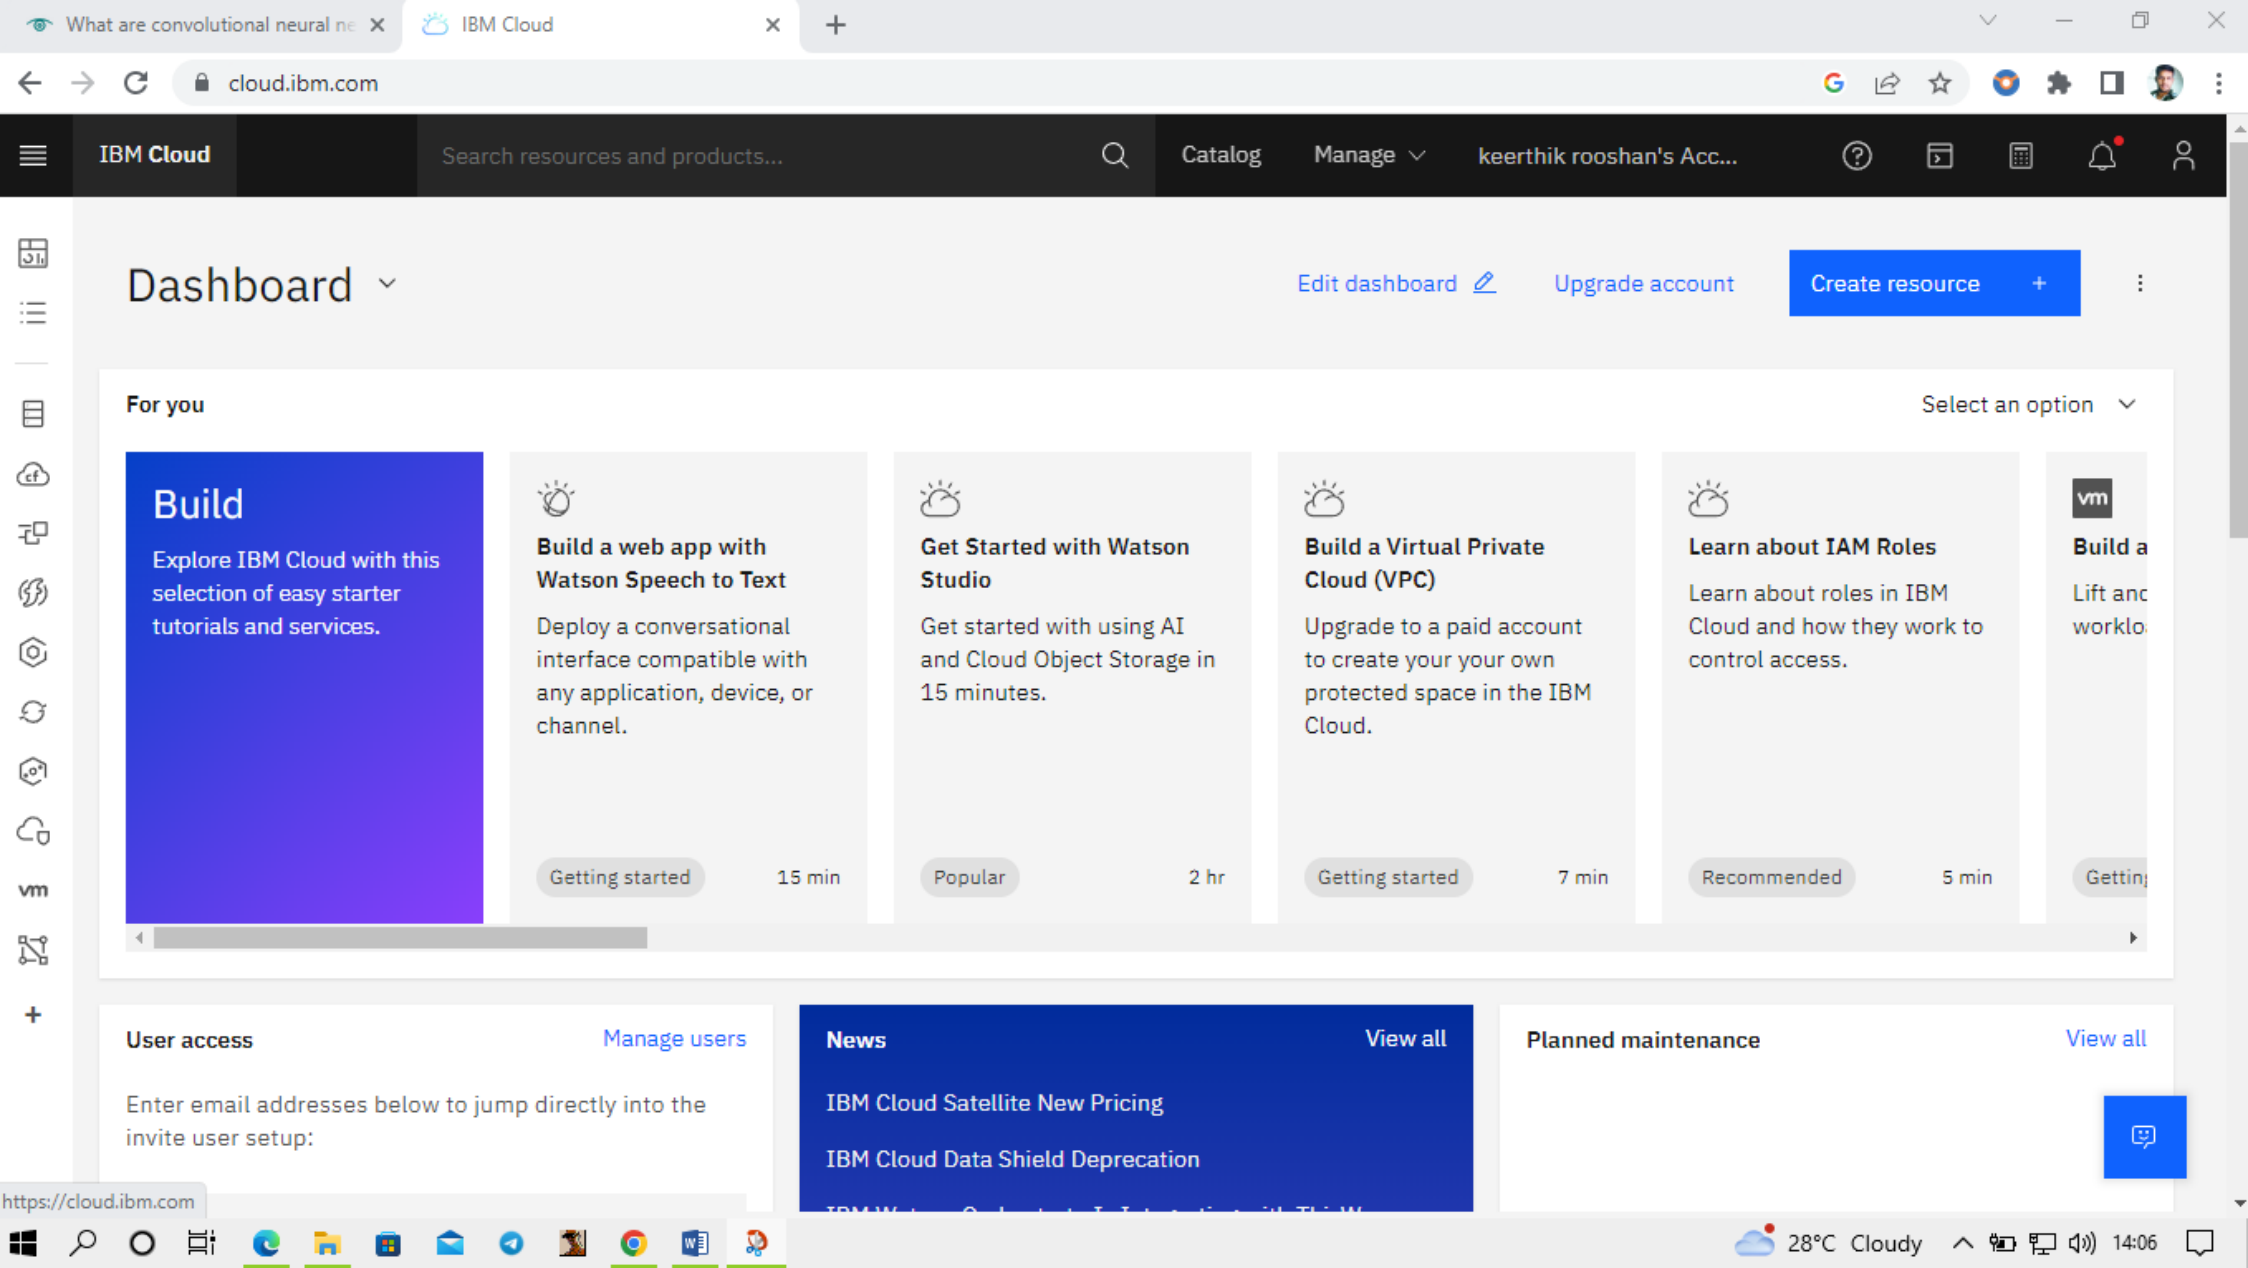 What are convolutional neural ne
IBM Cloud
cloud.ibm.com
IBM Cloud
Search resources and products...
Catalog
Manage
keerthik rooshan's Acc...
Dashboard
Edit dashboard
Upgrade account
Create resource +
For you
Select an option
Build
Explore IBM Cloud with this
selection of easy starter
tutorials and services.
Build a web app with
Watson Speech to Text
Deploy a conversational
interface compatible with
any application, device, or
channel.
Getting started
15 min
Get Started with Watson
Studio
Get started with using AI
and Cloud Object Storage in
15 minutes.
Popular
2 hr
Build a Virtual Private
Cloud (VPC)
Upgrade to a paid account
to create your your own
protected space in the IBM
Cloud.
Getting started
7 min
Learn about IAM Roles
Learn about roles in IBM
Cloud and how they work to
control access.
Recommended
5 min
vm
Build a
Lift and
worklo
Getting
cf
vm
User access
Manage users
Enter email addresses below to jump directly into the
invite user setup:
News
View all
IBM Cloud Satellite New Pricing
IBM Cloud Data Shield Deprecation
Planned maintenance
View all
https://cloud.ibm.com
28°C Cloudy
14:06